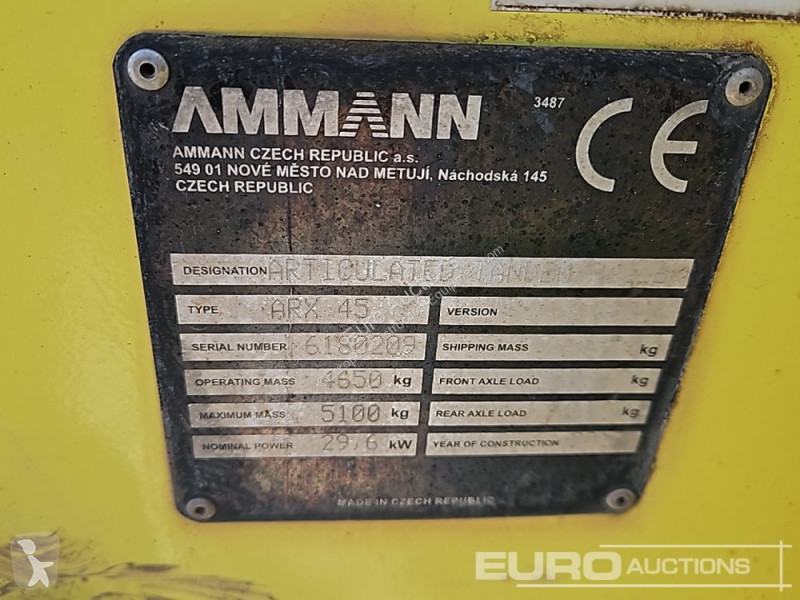 AMMANN
3487
CE
AMMANN CZECH REPUBLIC a.s.
549 01 NOVÉ MĚSTO NAD METUJÍ, Náchodská 145
CZECH REPUBLIC
DESIGNATION ARTICULATED TANDEM
TYPE ARX 45 VERSION
SERIAL NUMBER 6180209 SHIPPING MASS kg
OPERATING MASS 4650 kg FRONT AXLE LOAD kg
MAXIMUM MASS 5100 kg REAR AXLE LOAD kg
NOMINAL POWER 29,6 kW YEAR OF CONSTRUCTION
MADE IN CZECH REPUBLIC
EURO AUCTIONS